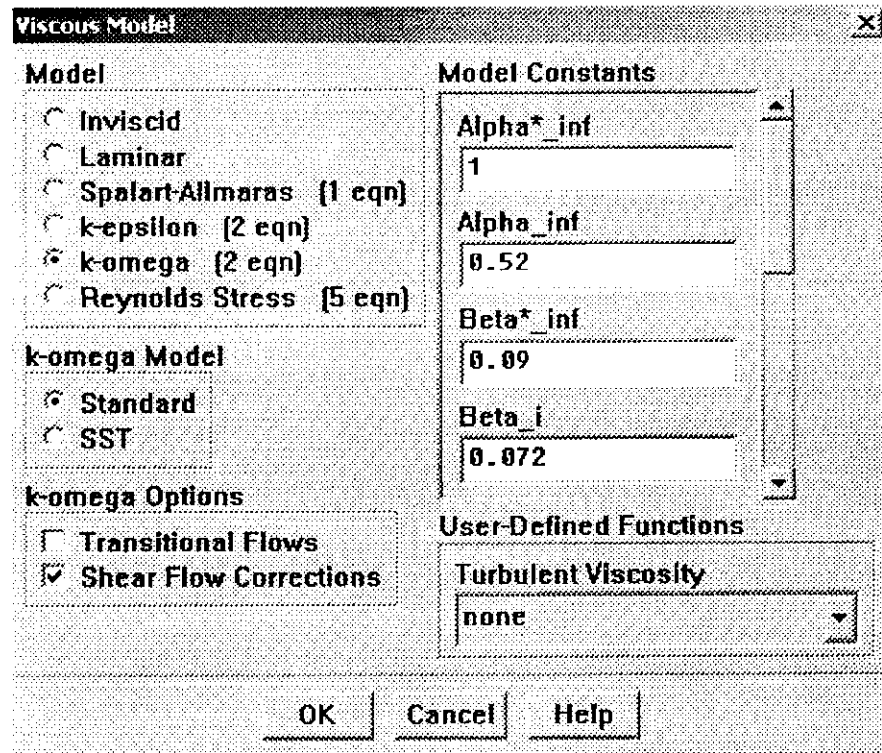 Viscous Model
Model
Inviscid
Laminar
Spalart-Allmaras (1 eqn)
k-epsilon (2 eqn)
k-omega (2 eqn)
Reynolds Stress (5 eqn)
k-omega Model
Standard
SST
k-omega Options
Transitional Flows
Shear Flow Corrections
Model Constants
Alpha*_inf
1
Alpha_inf
0.52
Beta*_inf
0.09
Beta_i
0.072
User-Defined Functions
Turbulent Viscosity
none
OK Cancel Help